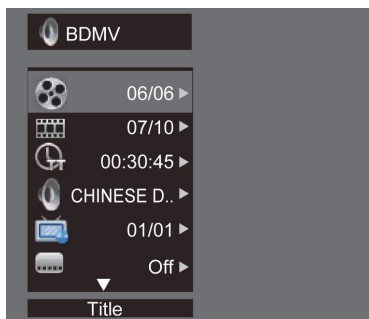 BDMV
06/06
07/10
00:30:45
CHINESE D..
01/01
Off
Title